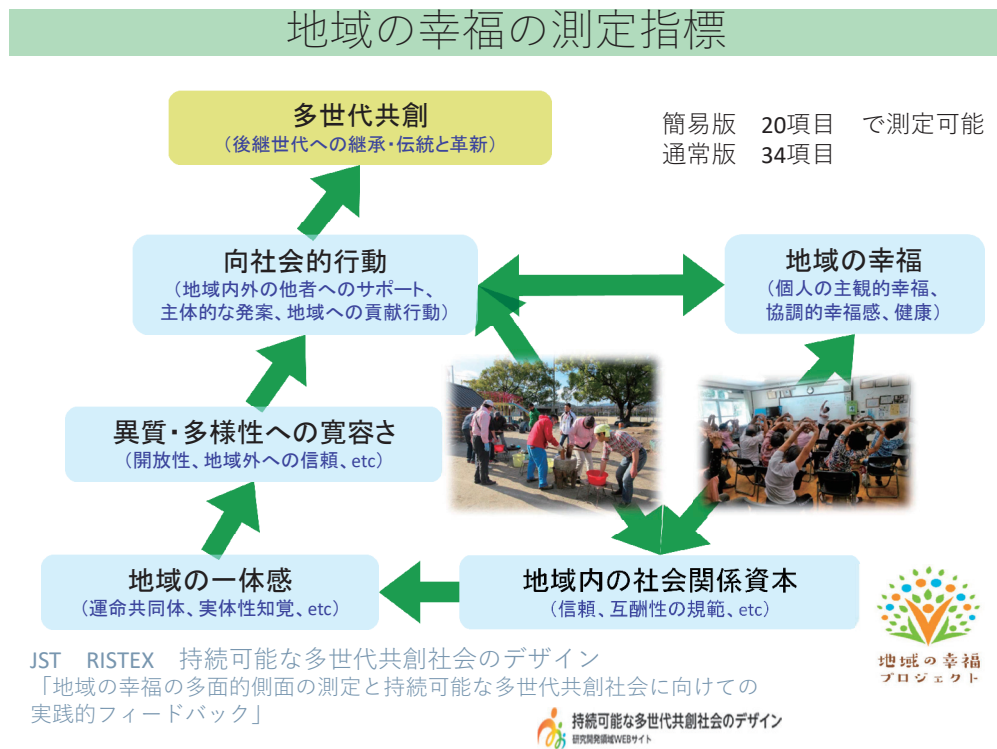 地域の幸福の測定指標
多世代共創
（後継世代への継承・伝統と革新）
簡易版　20項目　で測定可能
通常版　34項目
向社会的行動
（地域内外の他者へのサポート、
主体的な発案、地域への貢献行動）
地域の幸福
（個人の主観的幸福、
協調的幸福感、健康）
異質・多様性への寛容さ
（開放性、地域外への信頼、etc）
地域の一体感
（運命共同体、実体性知覚、etc）
地域内の社会関係資本
（信頼、互酬性の規範、etc）
地域の幸福
プロジェクト
JST　RISTEX　持続可能な多世代共創社会のデザイン
「地域の幸福の多面的側面の測定と持続可能な多世代共創社会に向けての
実践的フィードバック」
持続可能な多世代共創社会のデザイン
研究開発領域WEBサイト